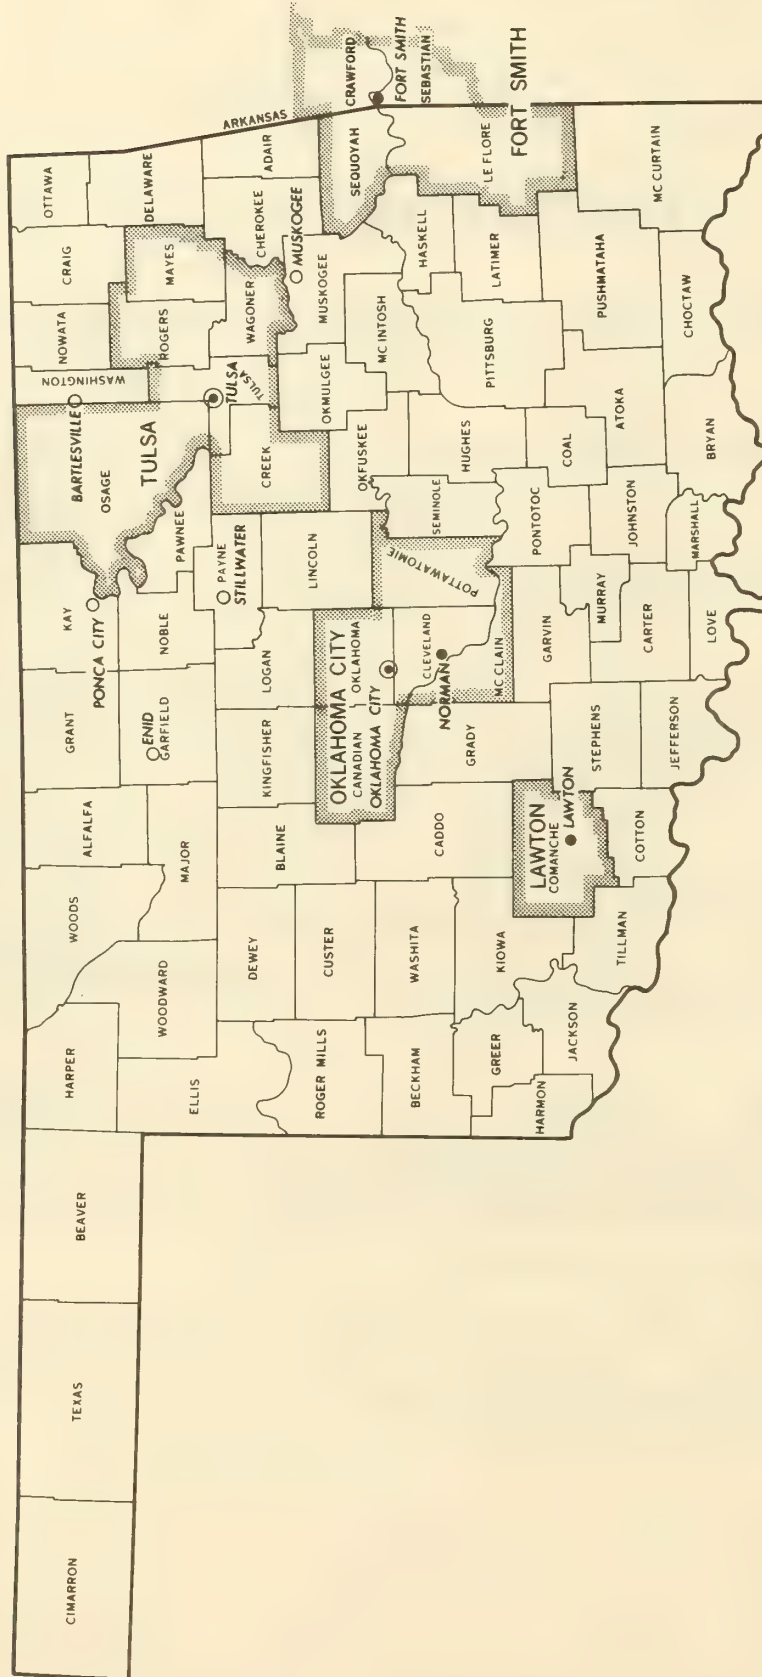 CIMARRON
TEXAS
BEAVER
HARPER
WOODS
ALFALFA
GRANT
KAY
PONCA CITY
BARTLESVILLE
OSAGE
WASHINGTON
NOWATA
CRAIG
OTTAWA
ELLIS
WOODWARD
MAJOR
ENID
GARFIELD
NOBLE
PAWNEE
TULSA
ROGERS
MAYES
DELAWARE
ROGER MILLS
DEWEY
BLAINE
KINGFISHER
LOGAN
PAYNE
STILLWATER
CREEK
TULSA
TULSA
WAGONER
CHEROKEE
ADAIR
ARKANSAS
CUSTER
OKLAHOMA CITY
CANADIAN
OKLAHOMA
OKLAHOMA CITY
LINCOLN
OKFUSKEE
OKMULGEE
MUSKOGEE
MUSKOGEE
SEQUOYAH
CRAWFORD
FORT SMITH
SEBASTIAN
BECKHAM
WASHITA
CADDO
GRADY
CLEVELAND
NORMAN
MC CLAIN
POTTAWATOMIE
SEMINOLE
HUGHES
MC INTOSH
HASKELL
LE FLORE
FORT SMITH
GREER
KIOWA
HARMON
JACKSON
LAWTON
COMANCHE
LAWTON
STEPHENS
GARVIN
MURRAY
PONTOTOC
COAL
PITTSBURG
LATIMER
TILLMAN
COTTON
JEFFERSON
CARTER
JOHNSTON
ATOKA
PUSHMATAHA
MC CURTAIN
LOVE
MARSHALL
BRYAN
CHOCTAW